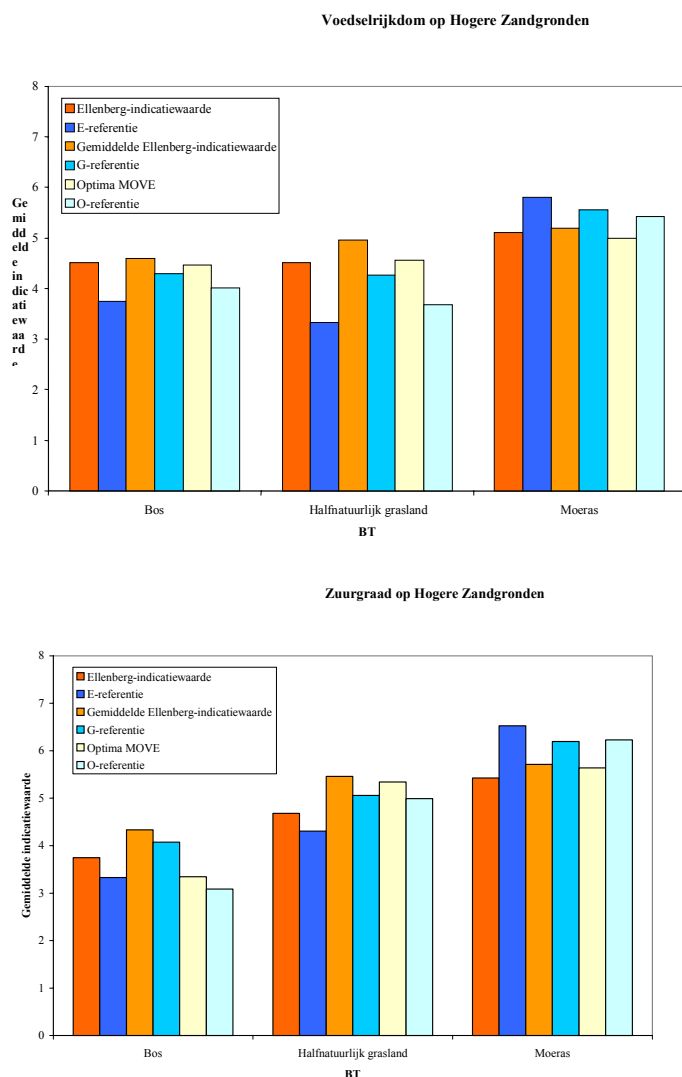 Voedselrijkdom op Hogere Zandgronden
8
7
6
5
4
3
2
1
0
Ge
mi
dd
eld
e
in
dic
ati
ew
aa
rd
Ellenberg-indicatiewaarde
E-referentie
Gemiddelde Ellenberg-indicatiewaarde
G-referentie
Optima MOVE
O-referentie
Bos
Halfnatuurlijk grasland
Moeras
BT
Zuurgraad op Hogere Zandgronden
8
7
6
5
4
3
2
1
0
Gemiddelde indicatiewaarde
Ellenberg-indicatiewaarde
E-referentie
Gemiddelde Ellenberg-indicatiewaarde
G-referentie
Optima MOVE
O-referentie
Bos
Halfnatuurlijk grasland
Moeras
BT